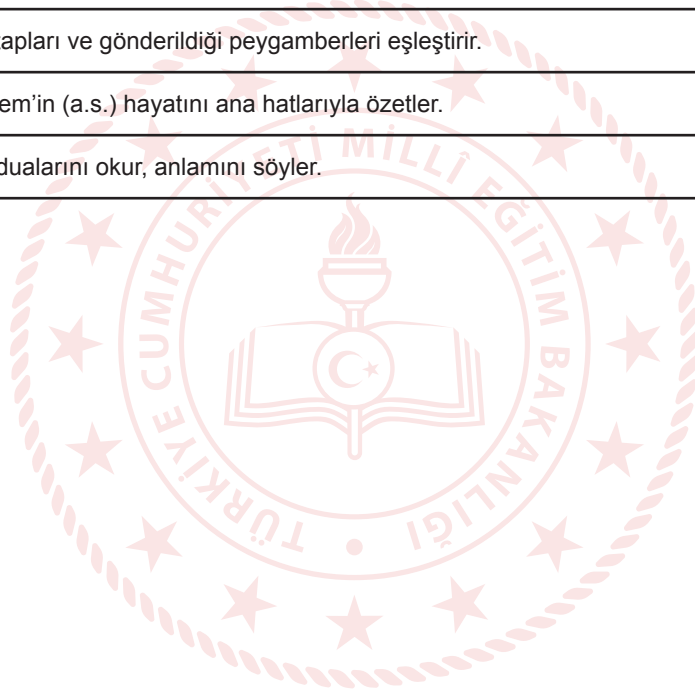 tapları ve gönderildiği peygamberleri eşleştirir.
em’in (a.s.) hayatını ana hatlarıyla özetler.
dualarını okur, anlamını söyler.
TÜRKİYE CUMHURİYETİ MİLLÎ EĞİTİM BAKANLIĞI